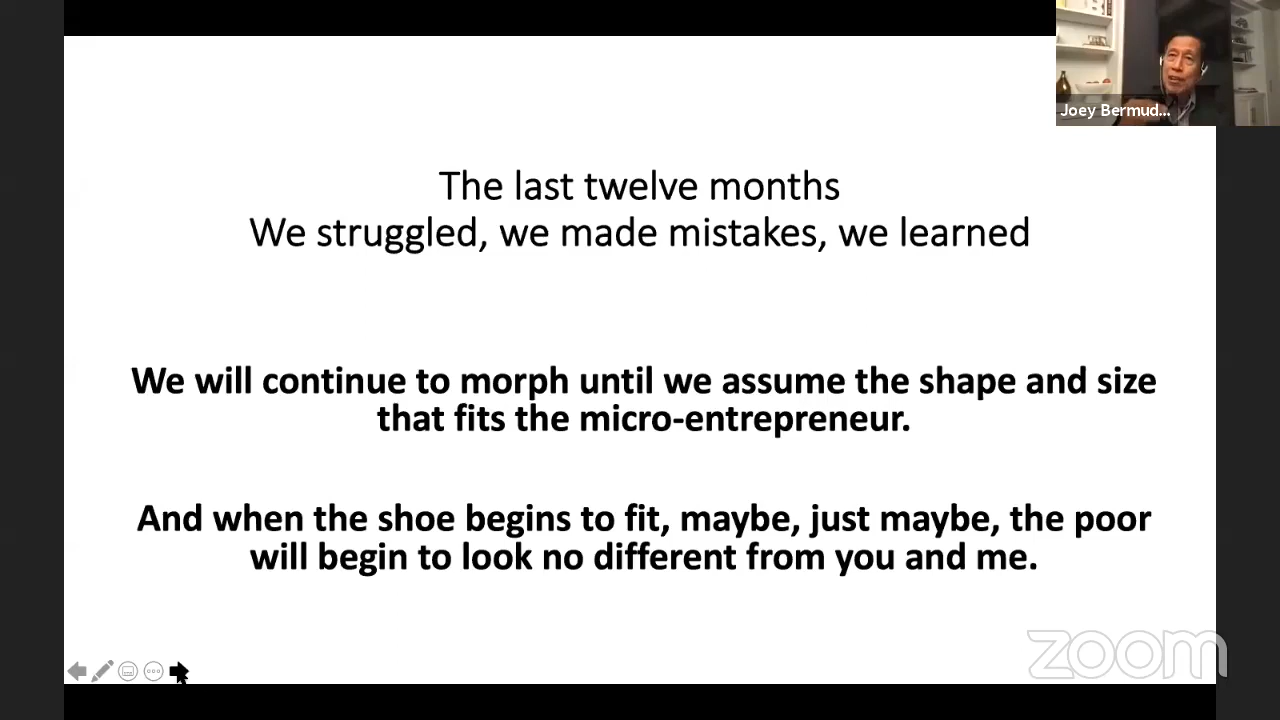 Joey Bermud...
The last twelve months
We struggled, we made mistakes, we learned
We will continue to morph until we assume the shape and size
that fits the micro-entrepreneur.
And when the shoe begins to fit, maybe, just maybe, the poor
will begin to look no different from you and me.
zoom